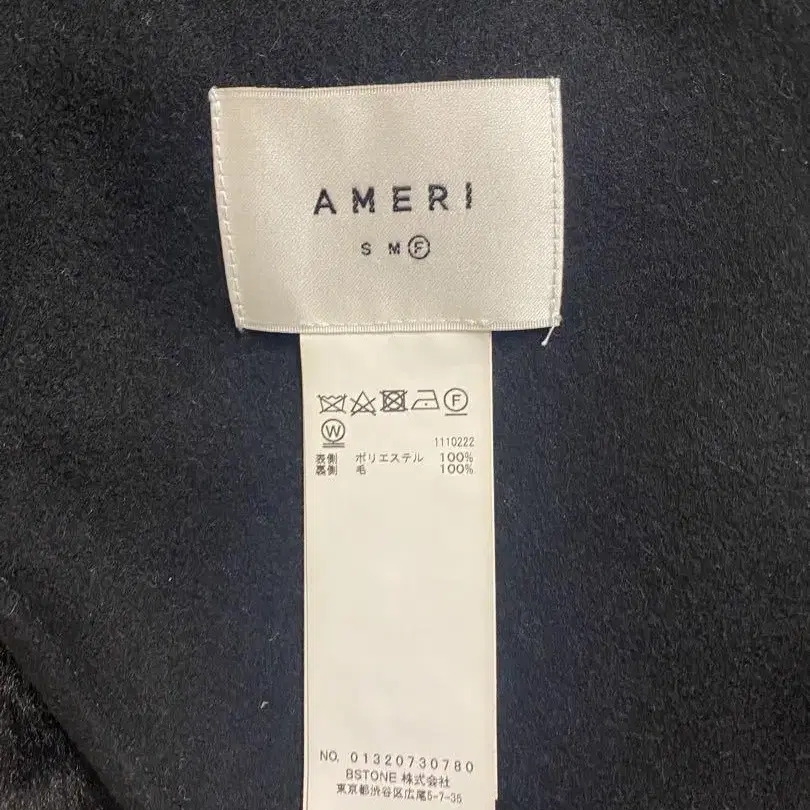 AMERI
S M Ⓕ
Ⓕ
Ⓦ
1110222
表側 ポリエステル 100%
裏側 毛 100%
NO. 01320730780
BSTONE 株式会社
東京都渋谷区広尾5-7-35